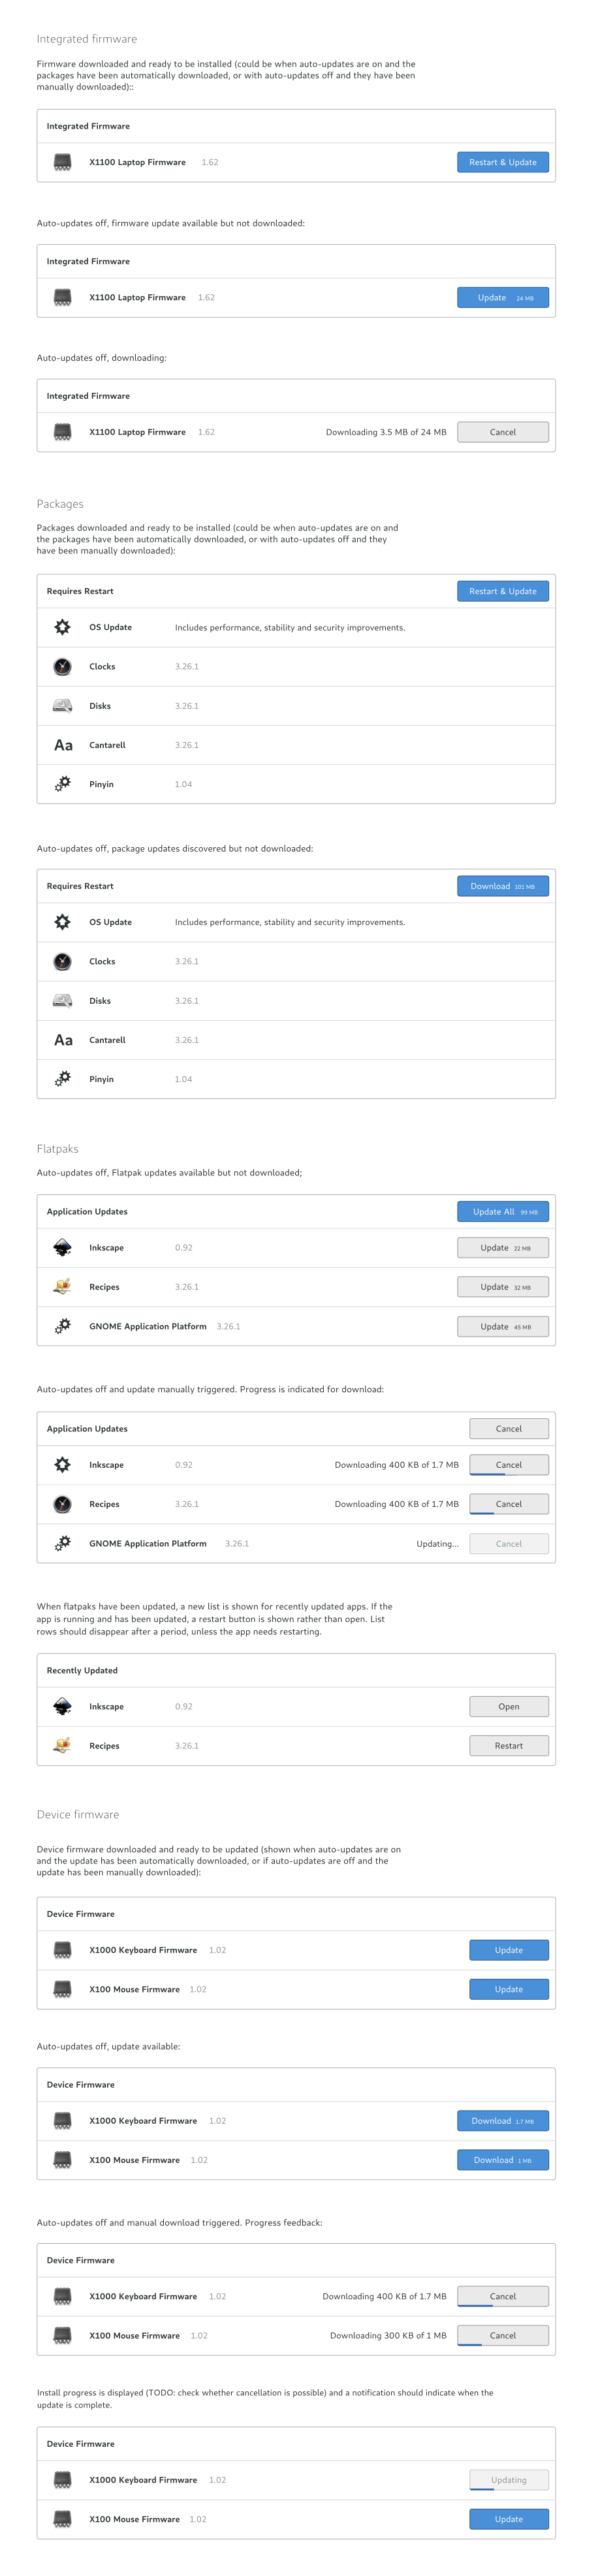 Integrated firmware
Firmware downloaded and ready to be installed (could be when auto-updates are on and the
packages have been automatically downloaded, or with auto-updates off and they have been
manually downloaded)::
Integrated Firmware
X1100 Laptop Firmware 1.62 Restart & Update
Auto-updates off, firmware update available but not downloaded:
Integrated Firmware
X1100 Laptop Firmware 1.62 Update 24 MB
Auto-updates off, downloading:
Integrated Firmware
X1100 Laptop Firmware 1.62 Downloading 3.5 MB of 24 MB Cancel
Packages
Packages downloaded and ready to be installed (could be when auto-updates are on and
the packages have been automatically downloaded, or with auto-updates off and they
have been manually downloaded):
Requires Restart Restart & Update
OS Update Includes performance, stability and security improvements.
Clocks 3.26.1
Disks 3.26.1
Aa Cantarell 3.26.1
Pinyin 1.04
Auto-updates off, package updates discovered but not downloaded:
Requires Restart Download 101 MB
OS Update Includes performance, stability and security improvements.
Clocks 3.26.1
Disks 3.26.1
Aa Cantarell 3.26.1
Pinyin 1.04
Flatpaks
Auto-updates off, Flatpak updates available but not downloaded;
Application Updates Update All 99 MB
Inkscape 0.92 Update 22 MB
Recipes 3.26.1 Update 32 MB
GNOME Application Platform 3.26.1 Update 45 MB
Auto-updates off and update manually triggered. Progress is indicated for download:
Application Updates Cancel
Inkscape 0.92 Downloading 400 KB of 1.7 MB Cancel
Recipes 3.26.1 Downloading 400 KB of 1.7 MB Cancel
GNOME Application Platform 3.26.1 Updating... Cancel
When flatpaks have been updated, a new list is shown for recently updated apps. If the
app is running and has been updated, a restart button is shown rather than open. List
rows should disappear after a period, unless the app needs restarting.
Recently Updated
Inkscape 0.92 Open
Recipes 3.26.1 Restart
Device firmware
Device firmware downloaded and ready to be updated (shown when auto-updates are on
and the update has been automatically downloaded, or if auto-updates are off and the
update has been manually downloaded):
Device Firmware
X1000 Keyboard Firmware 1.02 Update
X100 Mouse Firmware 1.02 Update
Auto-updates off, update available:
Device Firmware
X1000 Keyboard Firmware 1.02 Download 1.7 MB
X100 Mouse Firmware 1.02 Download 1 MB
Auto-updates off and manual download triggered. Progress feedback:
Device Firmware
X1000 Keyboard Firmware 1.02 Downloading 400 KB of 1.7 MB Cancel
X100 Mouse Firmware 1.02 Downloading 300 KB of 1 MB Cancel
Install progress is displayed (TODO: check whether cancellation is possible) and a notification should indicate when the
update is complete.
Device Firmware
X1000 Keyboard Firmware 1.02 Updating
X100 Mouse Firmware 1.02 Update